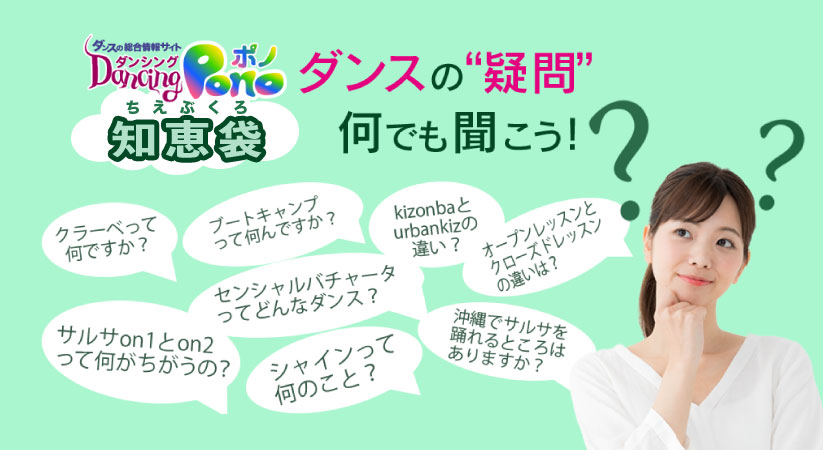 ダンスの総合情報サイト
ダンシング ポノ
Dancing Pono
ちえぶくろ
知恵袋
ダンスの“疑問”
何でも聞こう!
?
?
クラーベって
何ですか?
ブートキャンプ
って何んですか?
kizonbaと
urbankizの
違い?
オープンレッスンと
クローズドレッスン
の違いは?
センシャルバチャータ
ってどんなダンス?
サルサon1とon2
って何がちがうの?
シャインって
何のこと?
沖縄でサルサを
踊れるところは
ありますか?